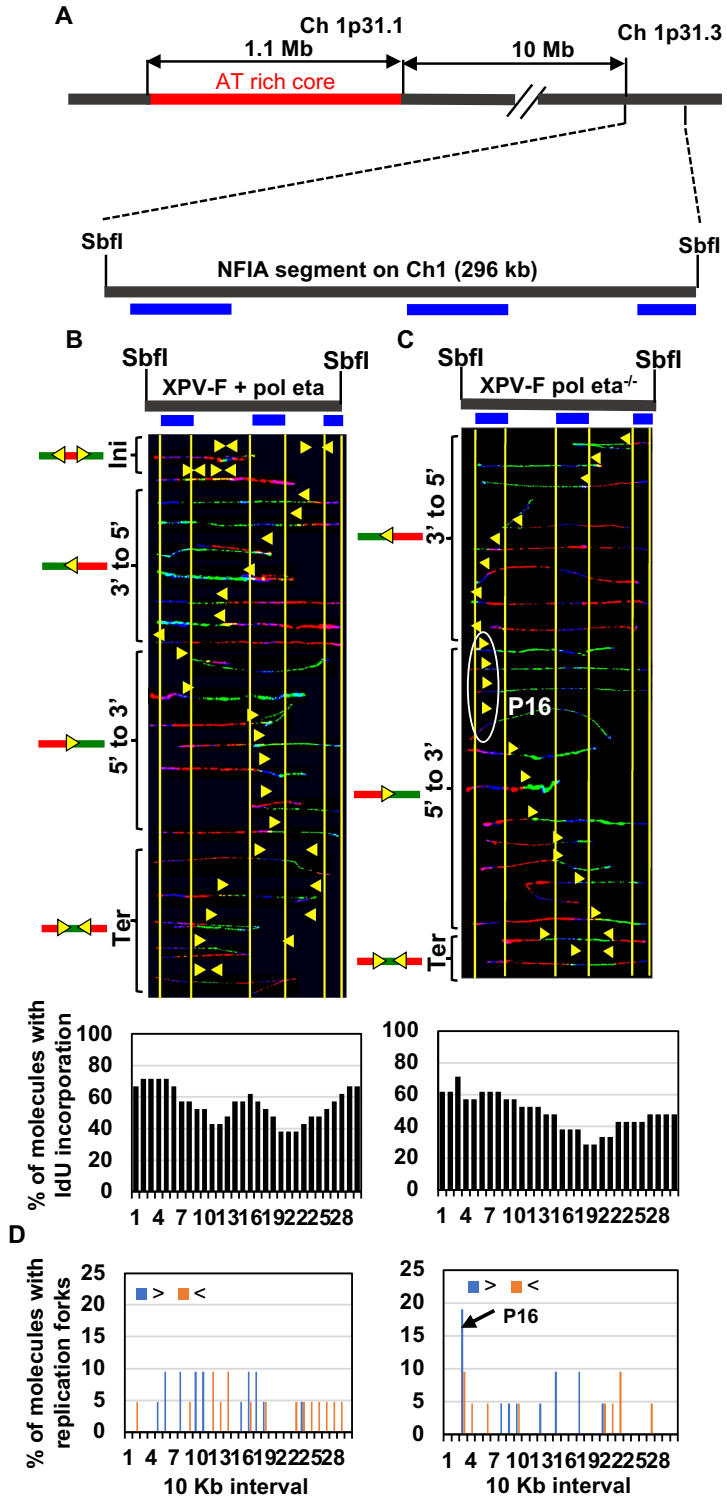 A
Ch 1p31.1
Ch 1p31.3
1.1 Mb
10 Mb
AT rich core
SbfI
SbfI
NFIA segment on Ch1 (296 kb)
B
C
SbfI
SbfI
XPV-F + pol eta
SbfI
SbfI
XPV-F pol eta-/-
Ini
3’ to 5’
5’ to 3’
Ter
3’ to 5’
5’ to 3’
Ter
P16
% of molecules with
IdU incorporation
100
80
60
40
20
0
1 4 7 10 13 16 19 22 25 28
100
80
60
40
20
0
1 4 7 10 13 16 19 22 25 28
D
% of molecules with
replication forks
25
20
15
10
5
0
> <
1 4 7 10 13 16 19 22 25 28
10 Kb interval
25
20
15
10
5
0
> <
P16
1 4 7 10 13 16 19 22 25 28
10 Kb interval